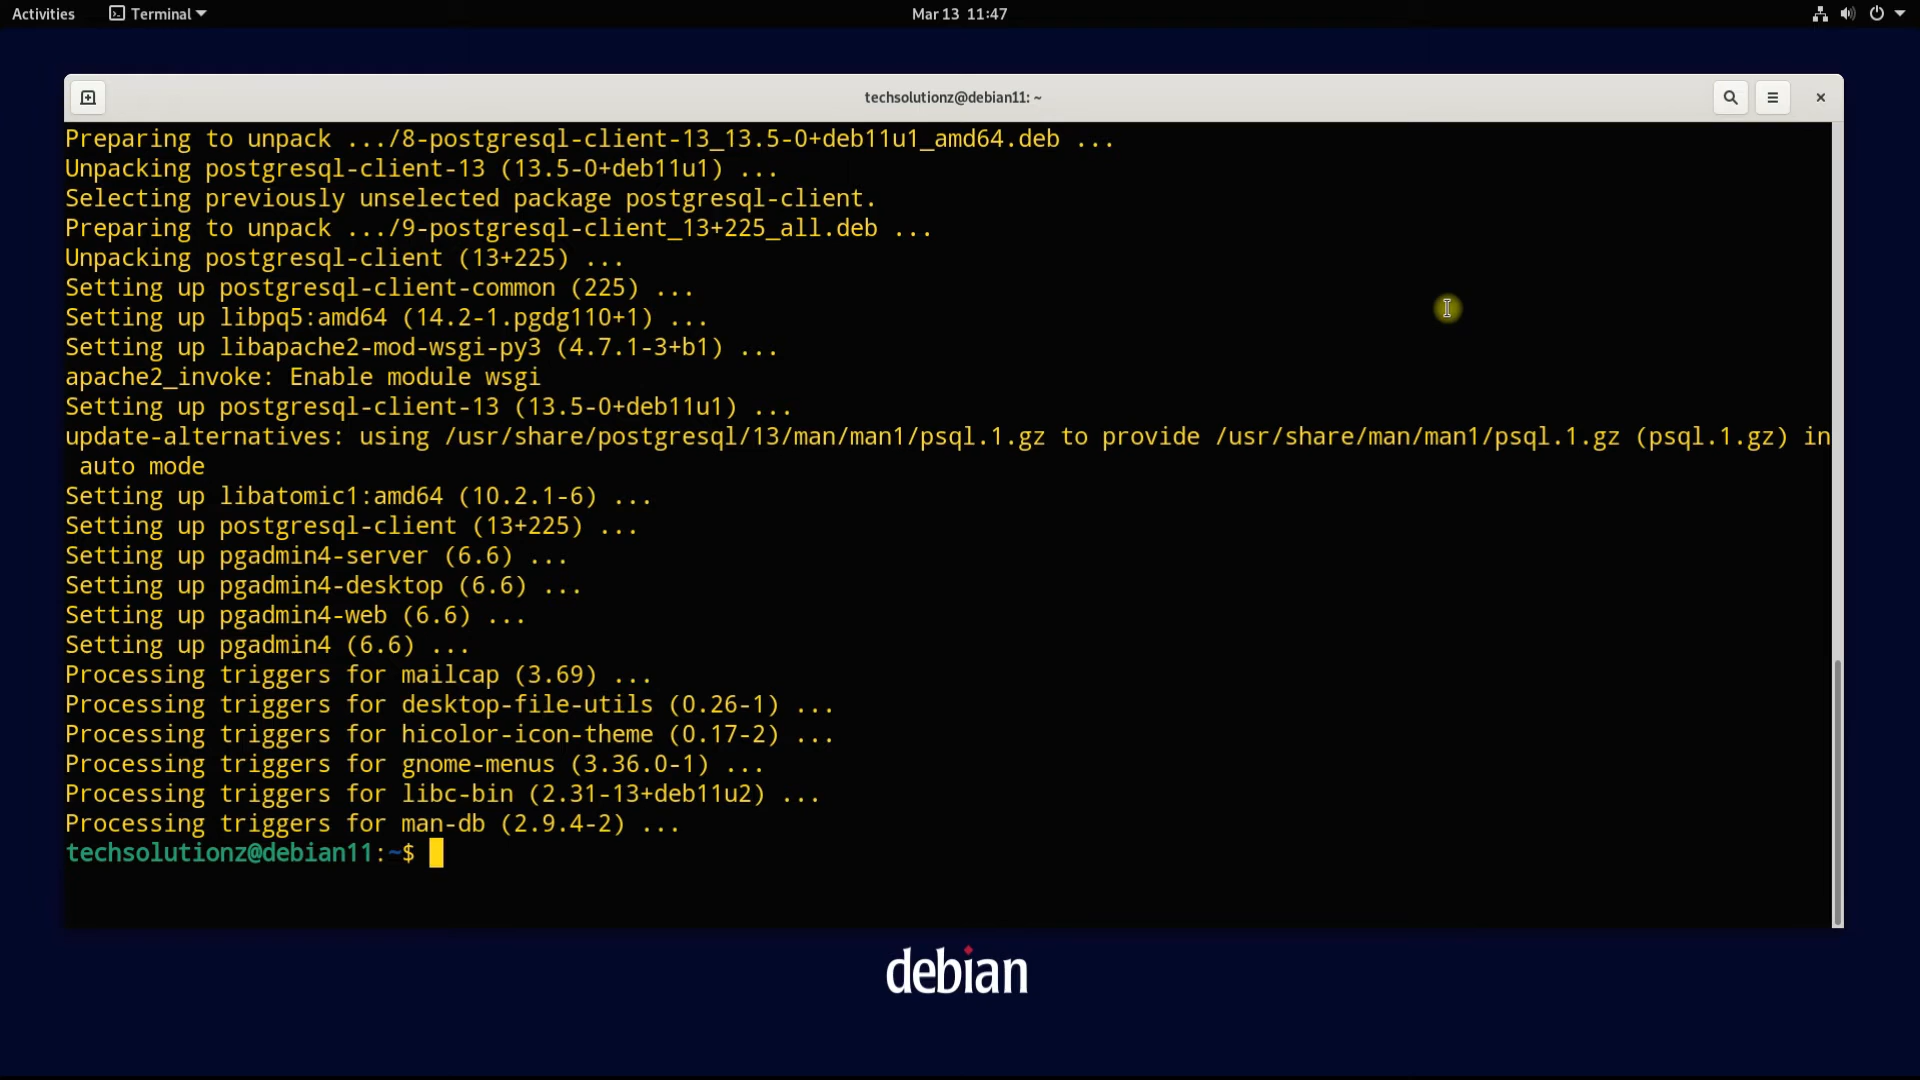 Activities Terminal Mar 13 11:47
techsolutionz@debian11: ~
Preparing to unpack .../8-postgresql-client-13_13.5-0+deb11u1_amd64.deb ...
Unpacking postgresql-client-13 (13.5-0+deb11u1) ...
Selecting previously unselected package postgresql-client.
Preparing to unpack .../9-postgresql-client_13+225_all.deb ...
Unpacking postgresql-client (13+225) ...
Setting up postgresql-client-common (225) ...
Setting up libpq5:amd64 (14.2-1.pgdg110+1) ...
Setting up libapache2-mod-wsgi-py3 (4.7.1-3+b1) ...
apache2_invoke: Enable module wsgi
Setting up postgresql-client-13 (13.5-0+deb11u1) ...
update-alternatives: using /usr/share/postgresql/13/man/man1/psql.1.gz to provide /usr/share/man/man1/psql.1.gz (psql.1.gz) in
auto mode
Setting up libatomic1:amd64 (10.2.1-6) ...
Setting up postgresql-client (13+225) ...
Setting up pgadmin4-server (6.6) ...
Setting up pgadmin4-desktop (6.6) ...
Setting up pgadmin4-web (6.6) ...
Setting up pgadmin4 (6.6) ...
Processing triggers for mailcap (3.69) ...
Processing triggers for desktop-file-utils (0.26-1) ...
Processing triggers for hicolor-icon-theme (0.17-2) ...
Processing triggers for gnome-menus (3.36.0-1) ...
Processing triggers for libc-bin (2.31-13+deb11u2) ...
Processing triggers for man-db (2.9.4-2) ...
techsolutionz@debian11:~$
debian